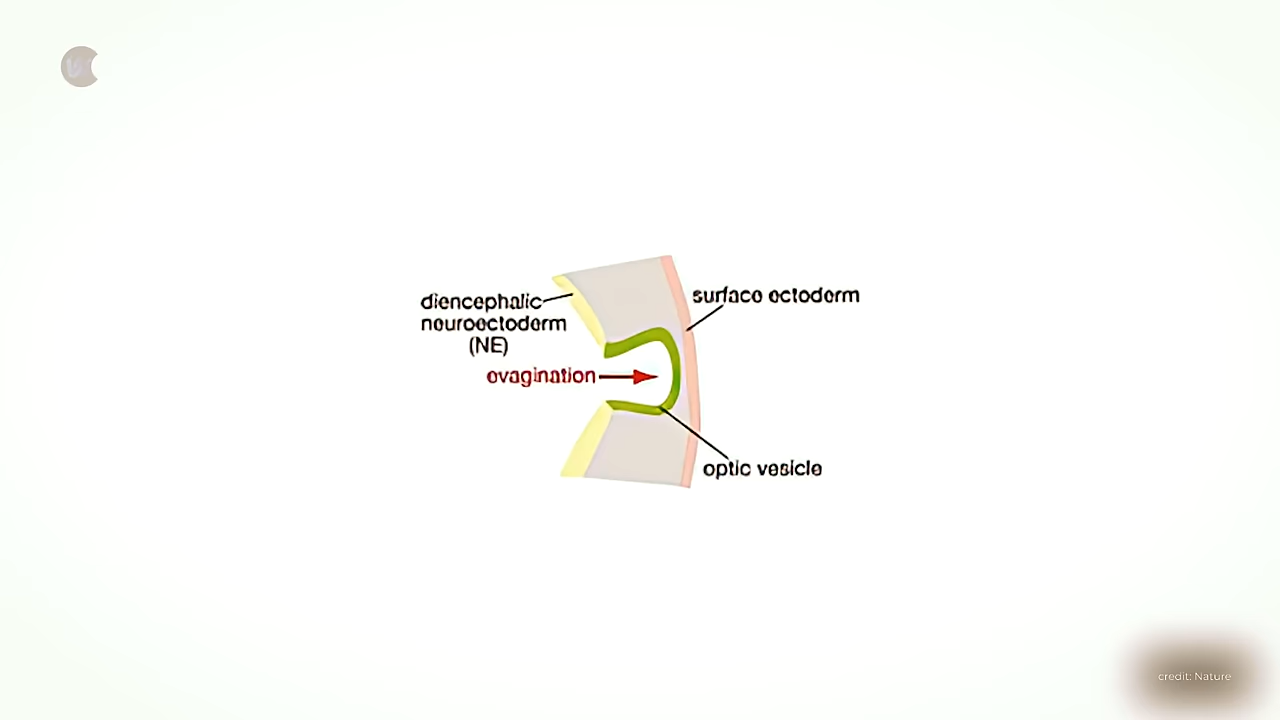 diencephalic
neuroectoderm
(NE)
surface ectoderm
evagination
optic vesicle
credit: Nature